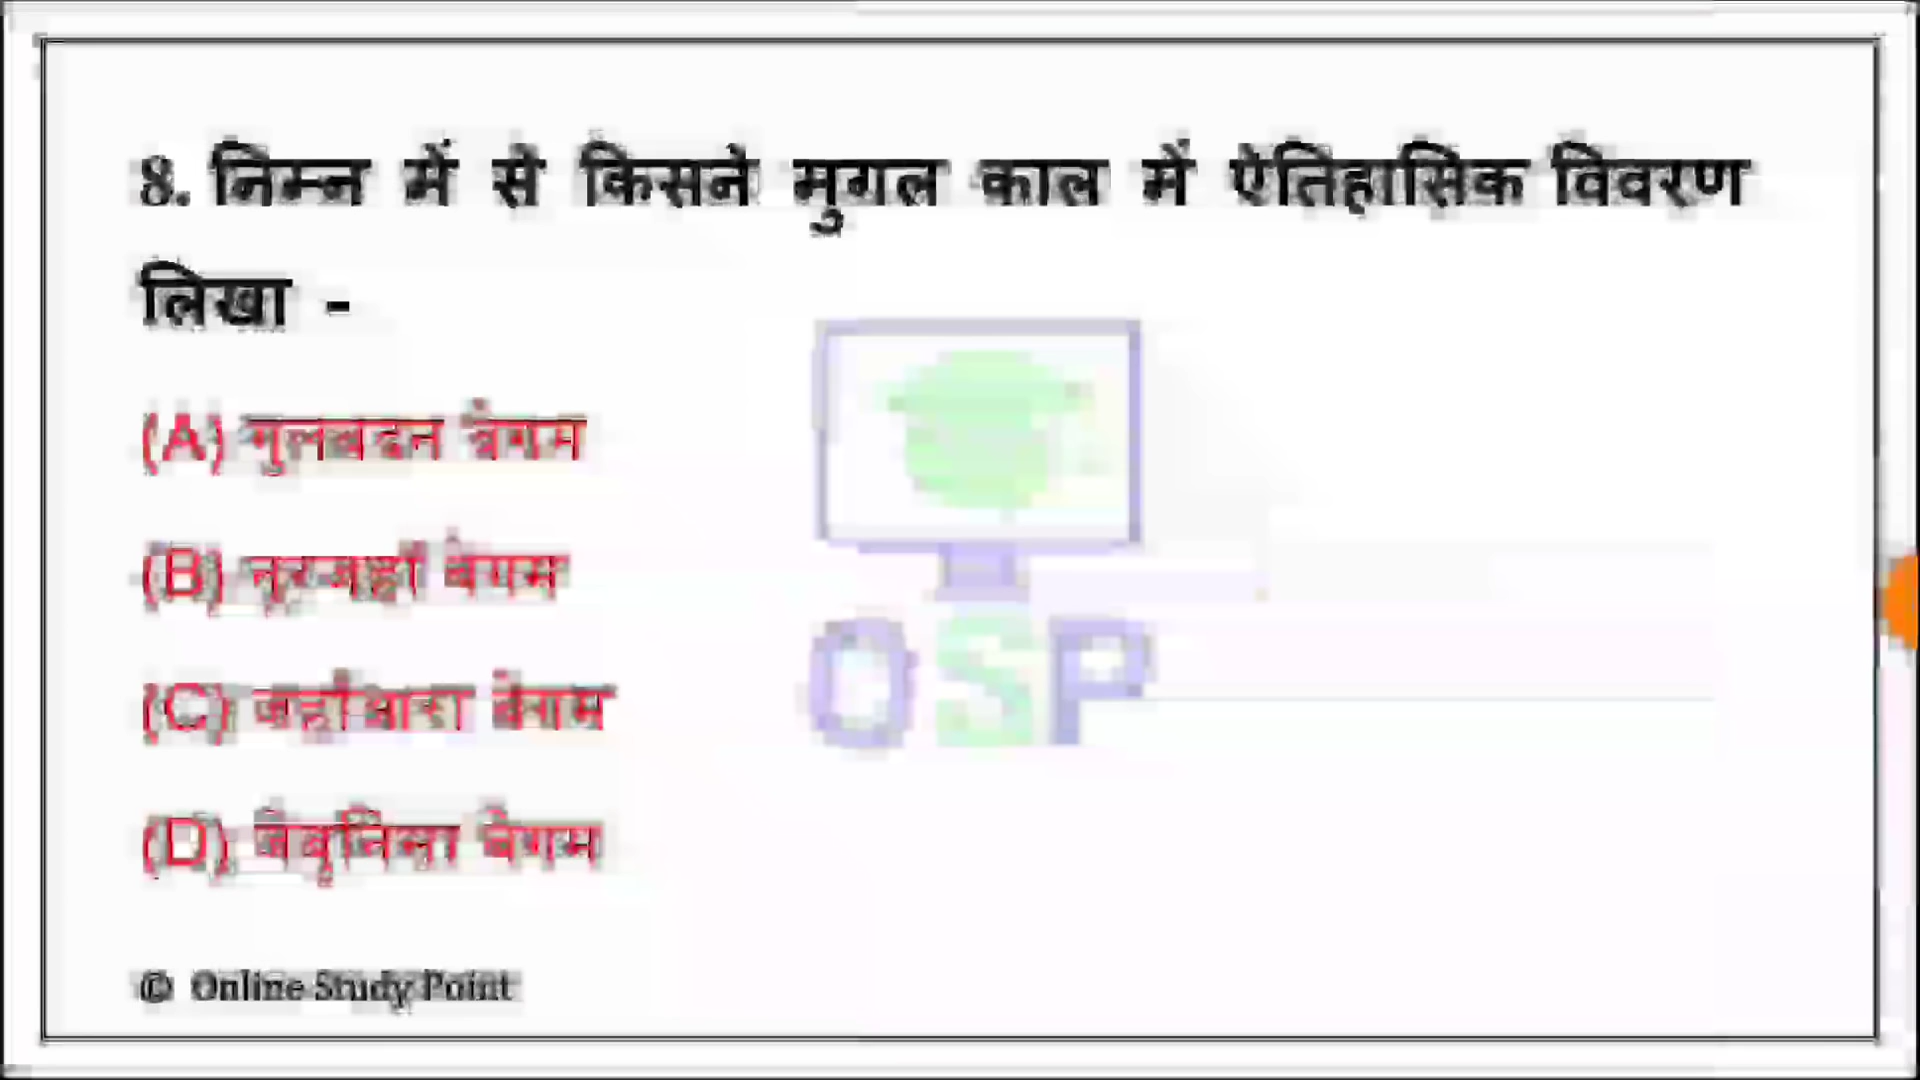 8. निम्न में से किसने मुगल काल में ऐतिहासिक विवरण
लिखा -
(A) गुलबदन बेगम
(B) नूरजहाँ बेगम
(C) जहाँआरा बेगम
(D) बेगम
OSP
© Online Study Point